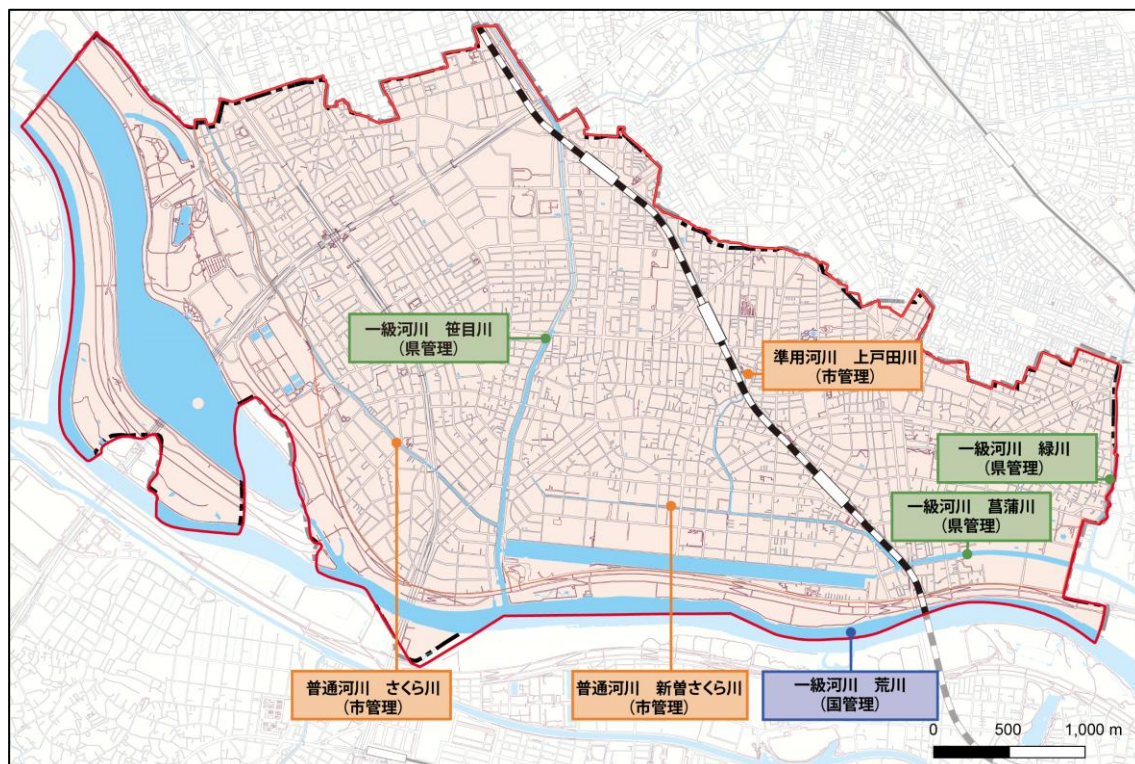 一級河川　笹目川
（県管理）
準用河川　上戸田川
（市管理）
一級河川　緑川
（県管理）
一級河川　菖蒲川
（県管理）
普通河川　さくら川
（市管理）
普通河川　新曽さくら川
（市管理）
一級河川　荒川
（国管理）
0 500 1,000 m